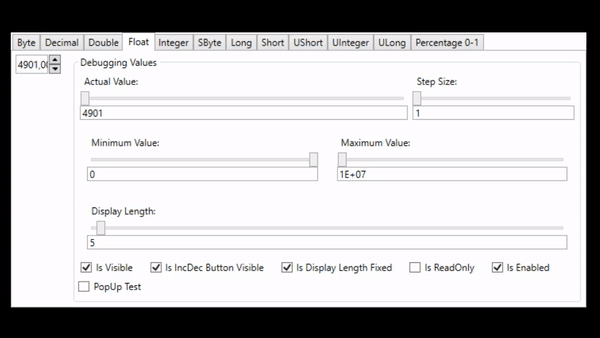 Byte Decimal Double Float Integer SByte Long Short UShort UInteger ULong Percentage 0-1
4901,0
Debugging Values
Actual Value: Step Size:
4901 1
Minimum Value: Maximum Value:
0 1E+07
Display Length:
5
Is Visible Is IncDec Button Visible Is Display Length Fixed Is ReadOnly Is Enabled
PopUp Test